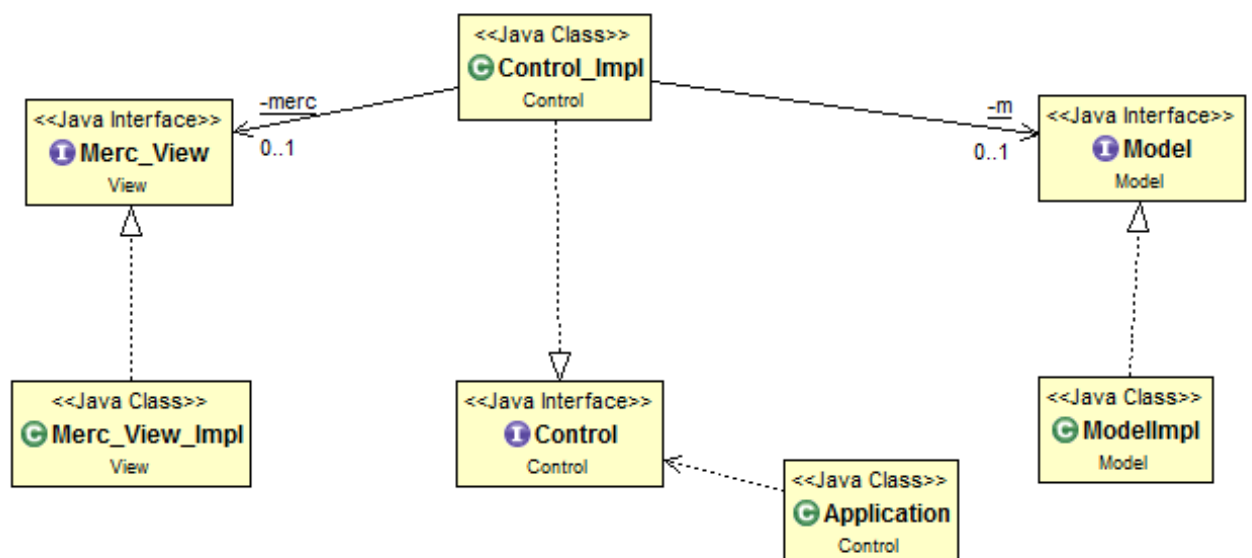 <<Java Class>>
Control_Impl
Control
-merc
0..1
-m
0..1
<<Java Interface>>
Merc_View
View
<<Java Interface>>
Model
Model
<<Java Class>>
Merc_View_Impl
View
<<Java Interface>>
Control
Control
<<Java Class>>
ModelImpl
Model
<<Java Class>>
Application
Control